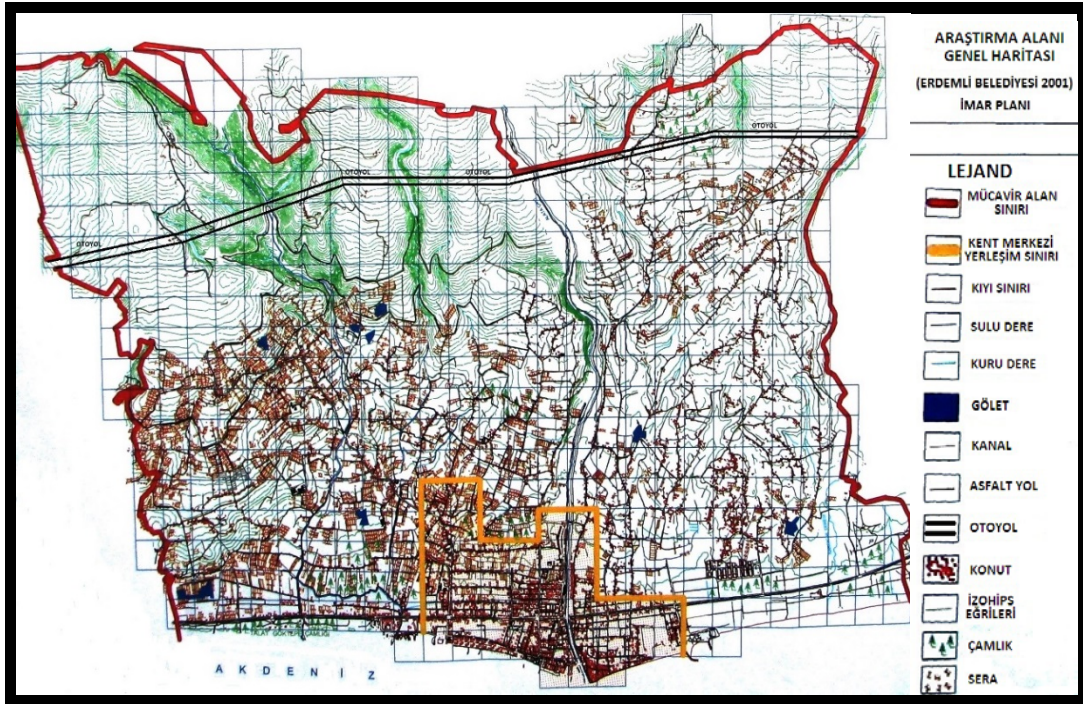 ARAŞTIRMA ALANI
GENEL HARİTASI
(ERDEMLİ BELEDİYESİ 2001)
İMAR PLANI
LEJAND
MÜCAVİR ALAN
SINIRI
KENT MERKEZİ
YERLEŞİM SINIRI
KIYI SINIRI
SULU DERE
KURU DERE
GÖLET
KANAL
ASFALT YOL
OTOYOL
KONUT
İZOHİPS
EĞRİLERİ
ÇAMLIK
SERA
OTOYOL
OTOYOL
OTOYOL
OTOYOL
AKDENİZ